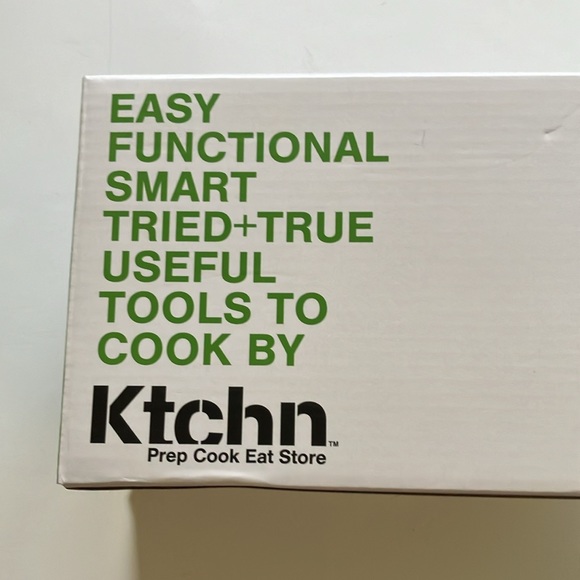 EASY
FUNCTIONAL
SMART
TRIED+TRUE
USEFUL
TOOLS TO
COOK BY
Ktchn™
Prep Cook Eat Store